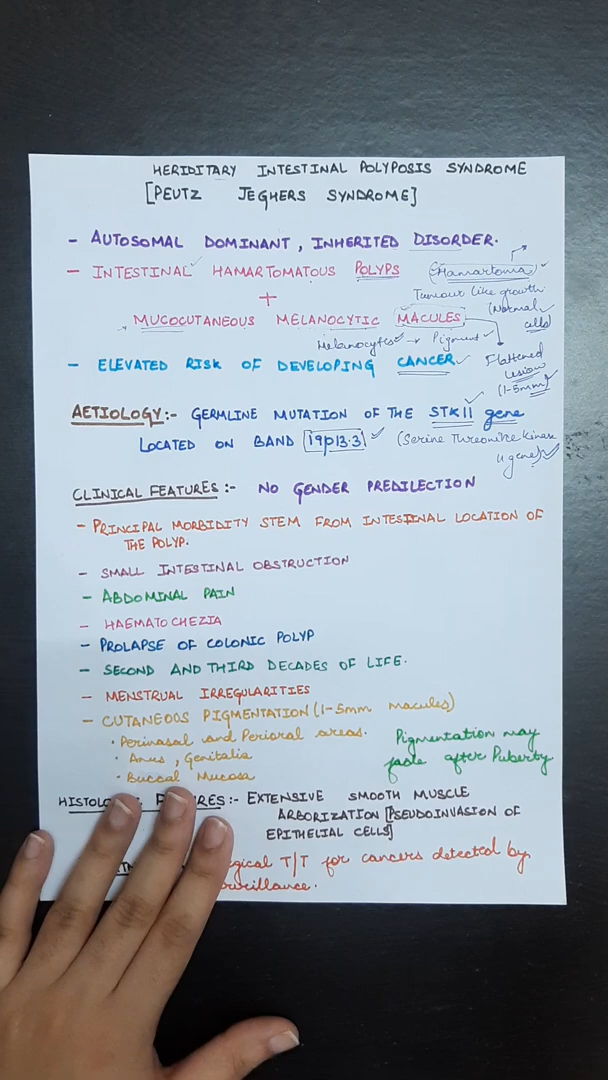 HERIDITARY INTESTINAL POLYPOSIS SYNDROME
[PEUTZ JEGHERS SYNDROME]
- AUTOSOMAL DOMINANT, INHERITED DISORDER.
- INTESTINAL HAMARTOMATOUS POLYPS (Hamartoma)
Tumour like growth
+
(Normal cells)
MUCOCUTANEOUS MELANOCYTIC MACULES
Melanocytes → Pigment
- ELEVATED RISK OF DEVELOPING CANCER
Flattened
lesion
(1-5mm)
AETIOLOGY:- GERMLINE MUTATION OF THE STK11 gene
LOCATED ON BAND 19p13.3 (Serine Threonine Kinase
11 gene)
CLINICAL FEATURES:- NO GENDER PREDILECTION
- PRINCIPAL MORBIDITY STEM FROM INTESTINAL LOCATION OF
THE POLYP.
- SMALL INTESTINAL OBSTRUCTION
- ABDOMINAL PAIN
- HAEMATOCHEZIA
- PROLAPSE OF COLONIC POLYP
- SECOND AND THIRD DECADES OF LIFE.
- MENSTRUAL IRREGULARITIES
- CUTANEOUS PIGMENTATION (1-5mm macules)
• Perinasal and Perioral areas.
• Anus, Genitalia
• Buccal Mucosa
Pigmentation may
fade after Puberty
:- EXTENSIVE SMOOTH MUSCLE
ARBORIZATION [PSEUDOINVASION OF
EPITHELIAL CELLS]
T/T for cancers detected by